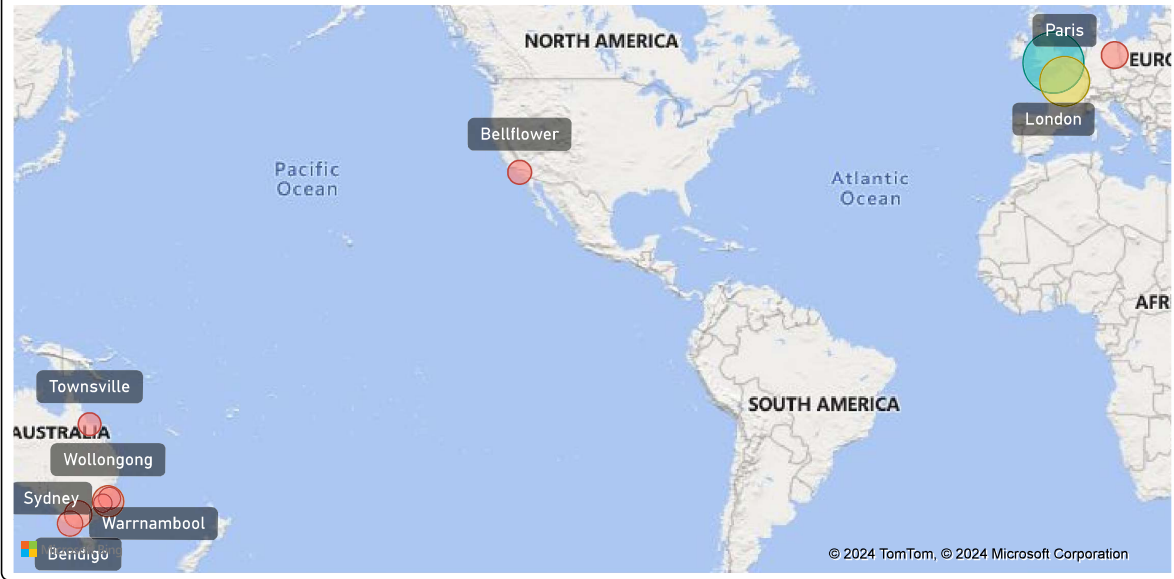 Paris
NORTH AMERICA
EURO
Bellflower
London
Pacific
Ocean
Atlantic
Ocean
AFR
Townsville
SOUTH AMERICA
AUSTRALIA
Wollongong
Sydney
Warrnambool
Bendigo
© 2024 TomTom, © 2024 Microsoft Corporation